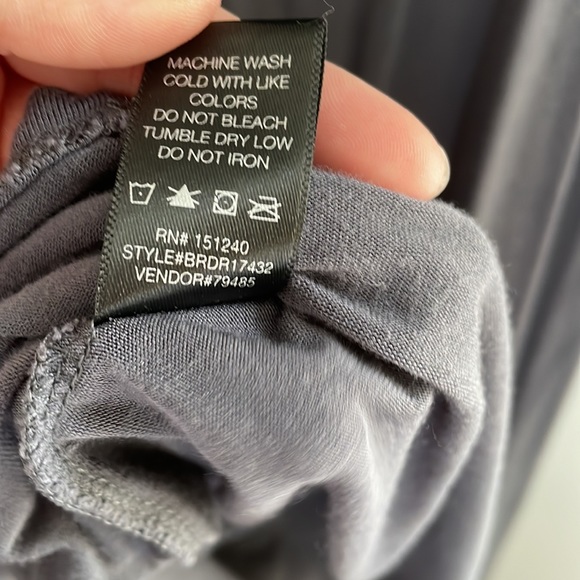 MACHINE WASH
COLD WITH LIKE
COLORS
DO NOT BLEACH
TUMBLE DRY LOW
DO NOT IRON
RN# 151240
STYLE#BRDR17432
VENDOR#79485